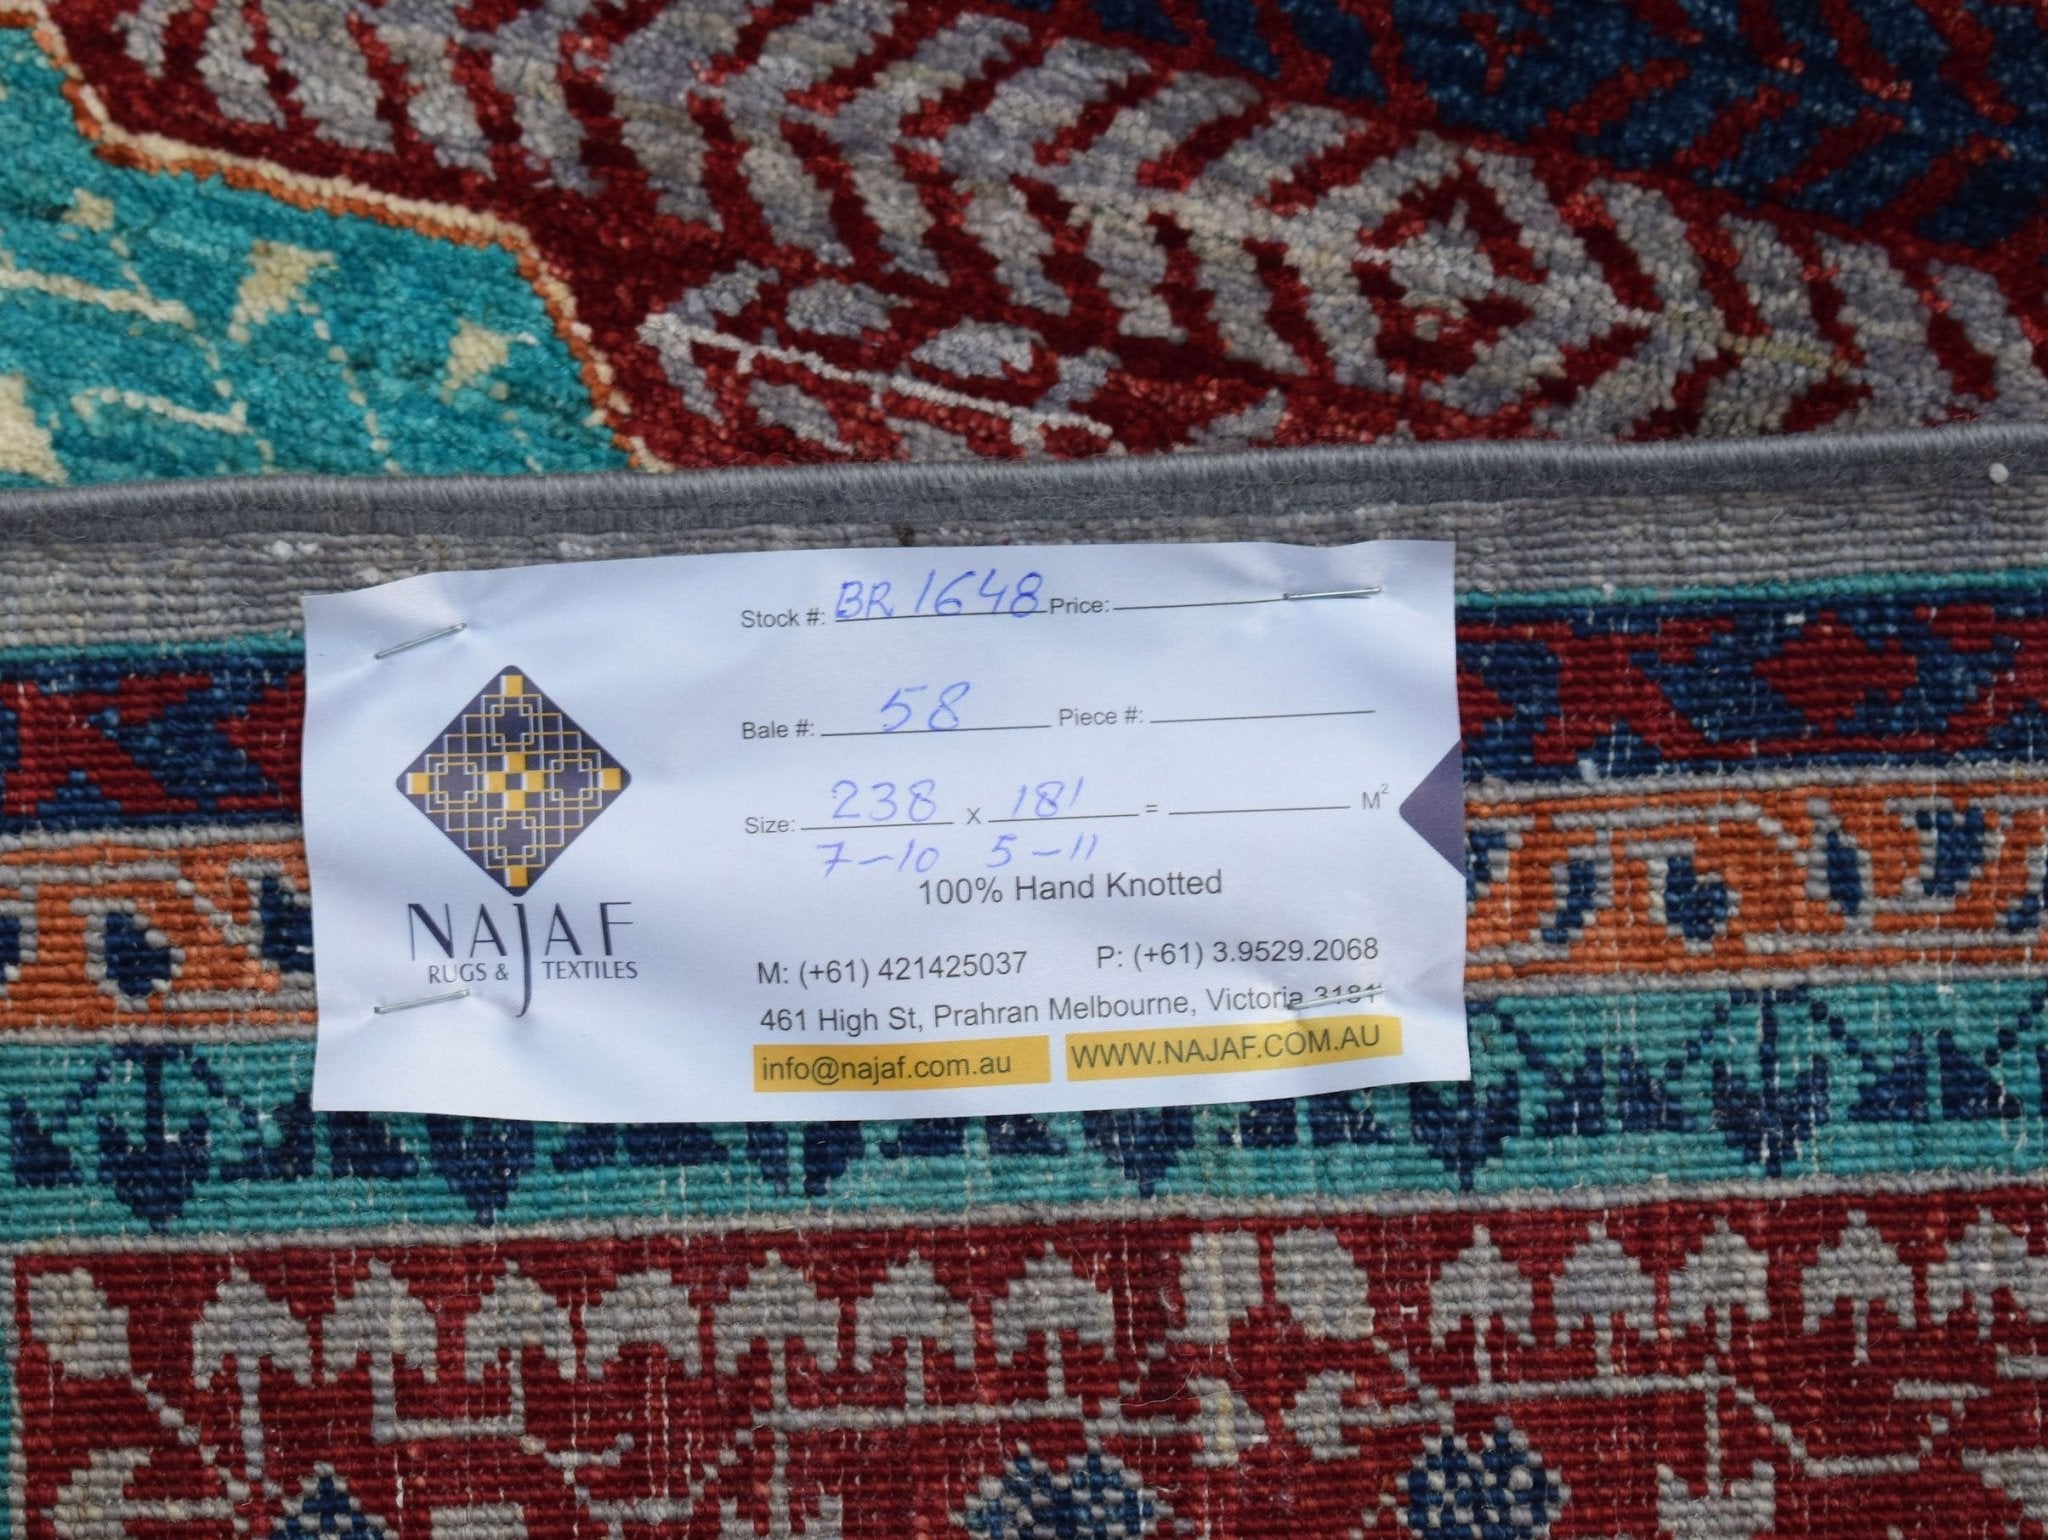 Stock #: BR 1648 Price:
Bale #: 58 Piece #:
Size: 238 x 181 = M²
7-10 5-11
100% Hand Knotted
NAJAF
RUGS & TEXTILES
M: (+61) 421425037 P: (+61) 3.9529.2068
461 High St, Prahran Melbourne, Victoria 3181
info@najaf.com.au WWW.NAJAF.COM.AU